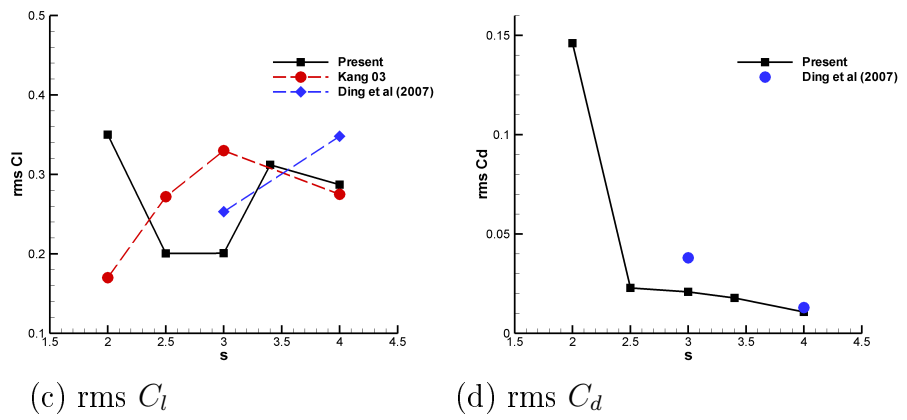 0.5
0.4
0.3
0.2
0.1
rms Cl
Present
Kang 03
Ding et al (2007)
1.5 2 2.5 3 3.5 4 4.5
s
(c) rms C_l
0.15
0.1
0.05
0
rms Cd
Present
Ding et al (2007)
1.5 2 2.5 3 3.5 4 4.5
s
(d) rms C_d